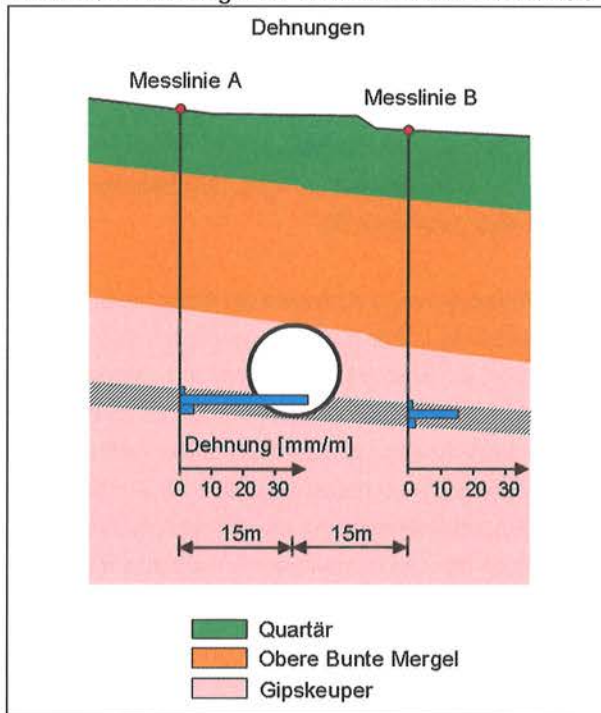 Dehnungen
Messlinie A
Messlinie B
Dehnung [mm/m]
0 10 20 30
0 10 20 30
15m 15m
Quartär
Obere Bunte Mergel
Gipskeuper